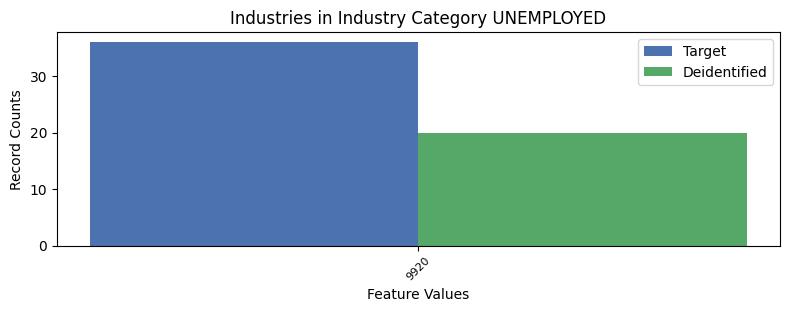 Industries in Industry Category UNEMPLOYED
Target
Deidentified
Record Counts
30
20
10
0
9920
Feature Values